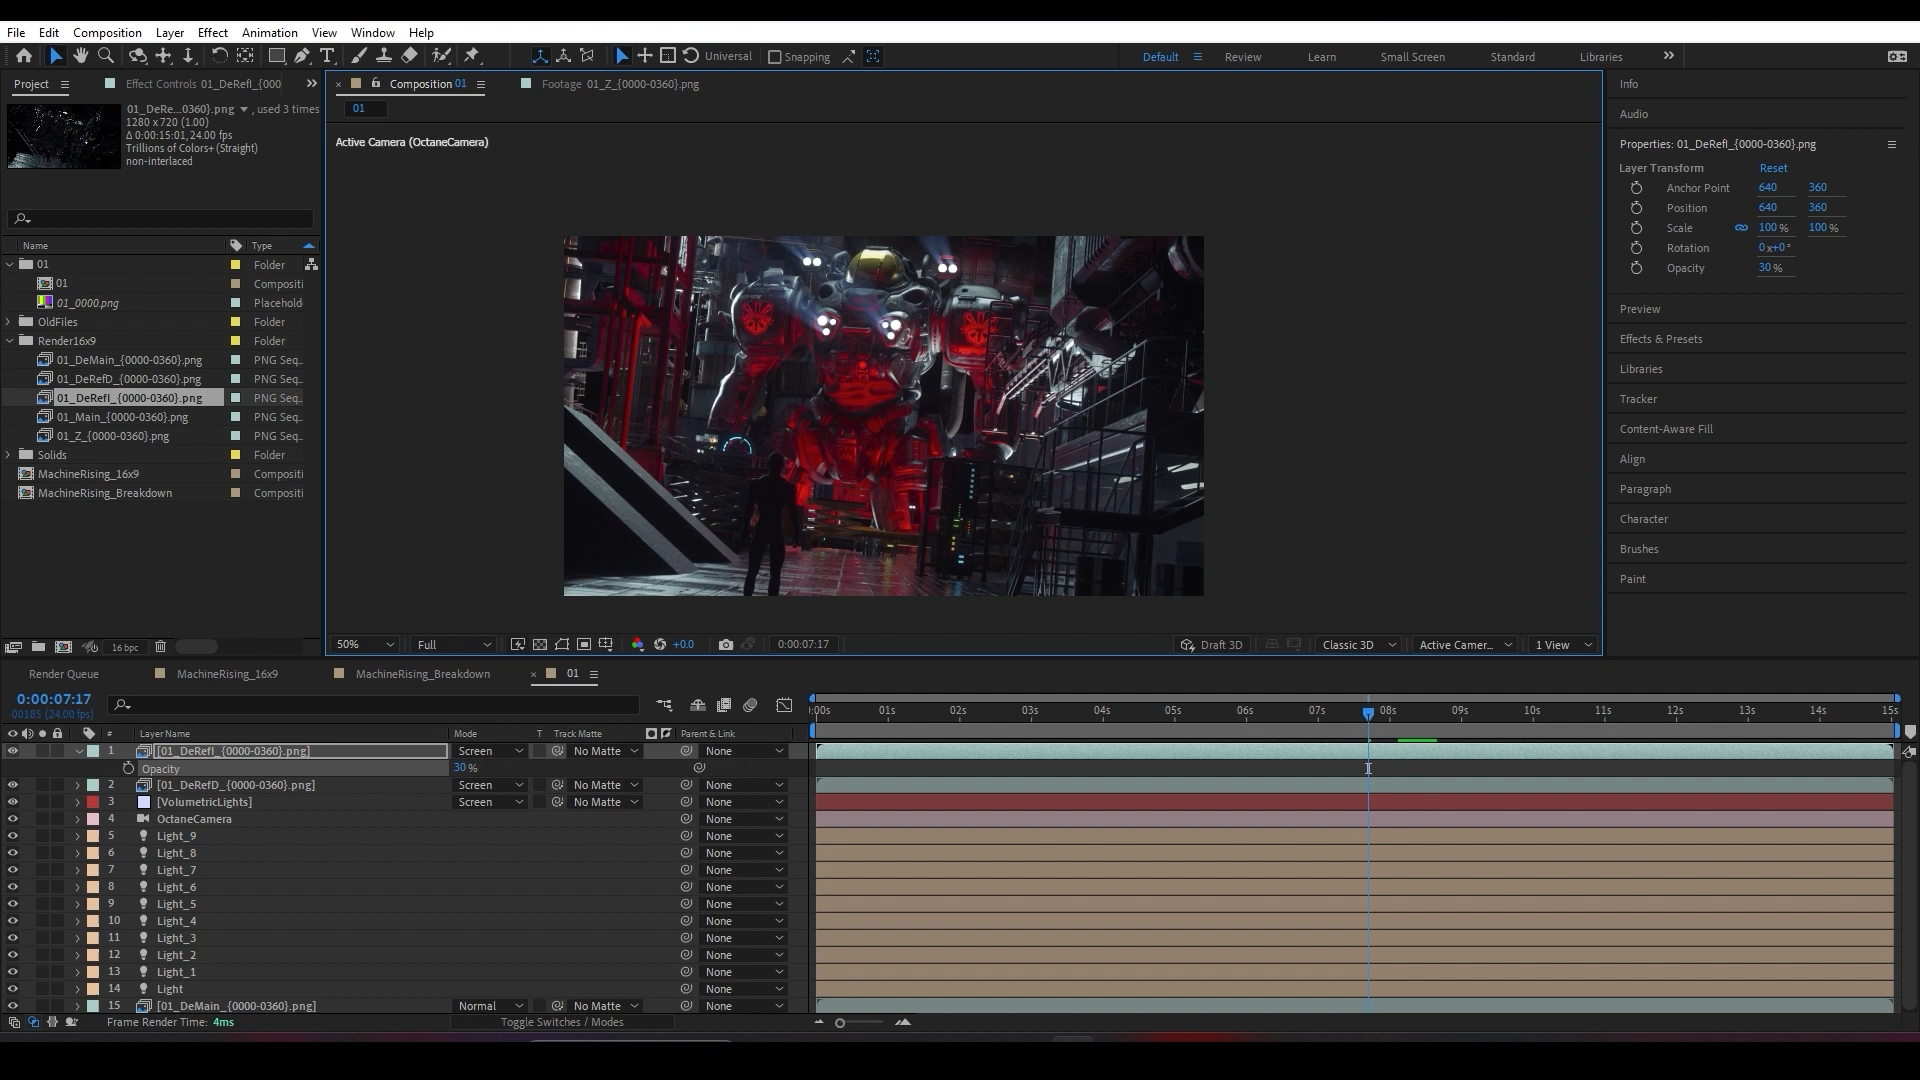 File Edit Composition Layer Effect Animation View Window Help
Universal Snapping Default Review Learn Small Screen Standard Libraries
Project Effect Controls 01_DeRefI_{000
01_DeRe...0360}.png , used 3 times
1280 x 720 (1.00)
Δ 0:00:15:01, 24.00 fps
Trillions of Colors+ (Straight)
non-interlaced
Name Type
01 Folder
01 Compositi
01_0000.png Placehold
OldFiles Folder
Render16x9 Folder
01_DeMain_{0000-0360}.png PNG Seq..
01_DeRefD_{0000-0360}.png PNG Seq..
01_DeRefI_{0000-0360}.png PNG Seq..
01_Main_{0000-0360}.png PNG Seq..
01_Z_{0000-0360}.png PNG Seq..
Solids Folder
MachineRising_16x9 Compositi
MachineRising_Breakdown Compositi
16 bpc
Composition 01 Footage 01_Z_{0000-0360}.png
01
Active Camera (OctaneCamera)
50% Full +0.0 0:00:07:17 Draft 3D Classic 3D Active Camer... 1 View
Info
Audio
Properties: 01_DeRefI_{0000-0360}.png
Layer Transform Reset
Anchor Point 640 360
Position 640 360
Scale 100 % 100 %
Rotation 0 x+0 °
Opacity 30 %
Preview
Effects & Presets
Libraries
Tracker
Content-Aware Fill
Align
Paragraph
Character
Brushes
Paint
Render Queue MachineRising_16x9 MachineRising_Breakdown 01
0:00:07:17
00185 (24.00 fps)
:00s 01s 02s 03s 04s 05s 06s 07s 08s 09s 10s 11s 12s 13s 14s 15s
# Layer Name Mode T Track Matte Parent & Link
1 [01_DeRefI_{0000-0360}.png] Screen No Matte None
Opacity 30 %
2 [01_DeRefD_{0000-0360}.png] Screen No Matte None
3 [VolumetricLights] Screen No Matte None
4 OctaneCamera None
5 Light_9 None
6 Light_8 None
7 Light_7 None
8 Light_6 None
9 Light_5 None
10 Light_4 None
11 Light_3 None
12 Light_2 None
13 Light_1 None
14 Light None
15 [01_DeMain_{0000-0360}.png] Normal No Matte None
Frame Render Time: 4ms Toggle Switches / Modes